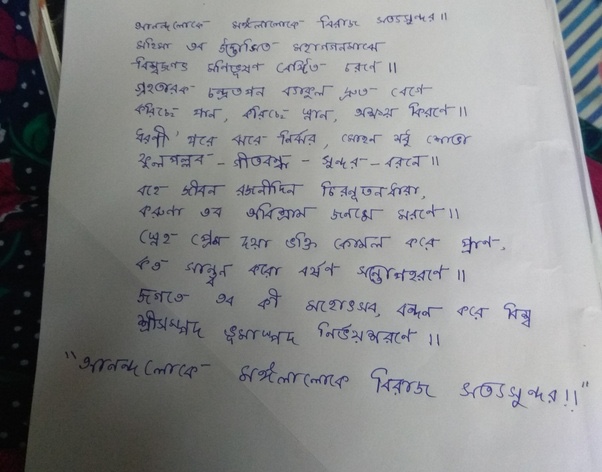 আনন্দলোকে মঙ্গলালোকে বিরাজ সত্যসুন্দর॥
মহিমা তব উদ্ভাসিত মহাগগনমাঝে
বিশ্বজগত মণিভূষণ বেষ্টিত চরণে॥
গ্রহতারক চন্দ্রতপন ব্যাকুল দ্রুত বেগে
করিছে পান, করিছে স্নান, অক্ষয় কিরণে॥
ধরণী 'পরে ঝরে নির্ঝর, মোহন মধু শোভা
ফুলপল্লব - গীতবন্ধ - সুন্দর - বরনে॥
বহে জীবন রজনীদিন চিরনূতনধারা,
করুণা তব অবিশ্রাম জনমে মরণে॥
স্নেহ প্রেম দয়া ভক্তি কোমল করে প্রাণ,
কত সান্ত্বন করো বর্ষণ সন্তাপহরণে॥
জগতে তব কী মহোৎসব, বন্দন করে বিশ্ব
শ্রীসম্পদ ভূমাস্পদ নির্ভয়শরণে॥
"আনন্দলোকে মঙ্গলালোকে বিরাজ সত্যসুন্দর!!"